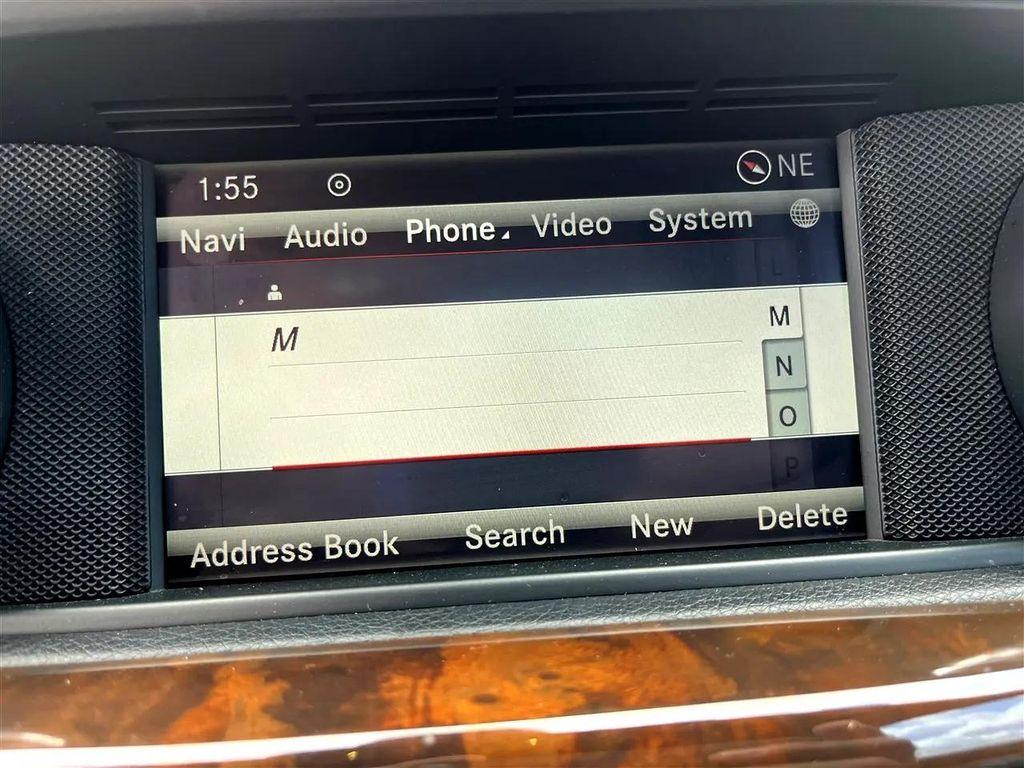 1:55 NE
Navi Audio Phone Video System
L
M M
N
O
P
Address Book Search New Delete